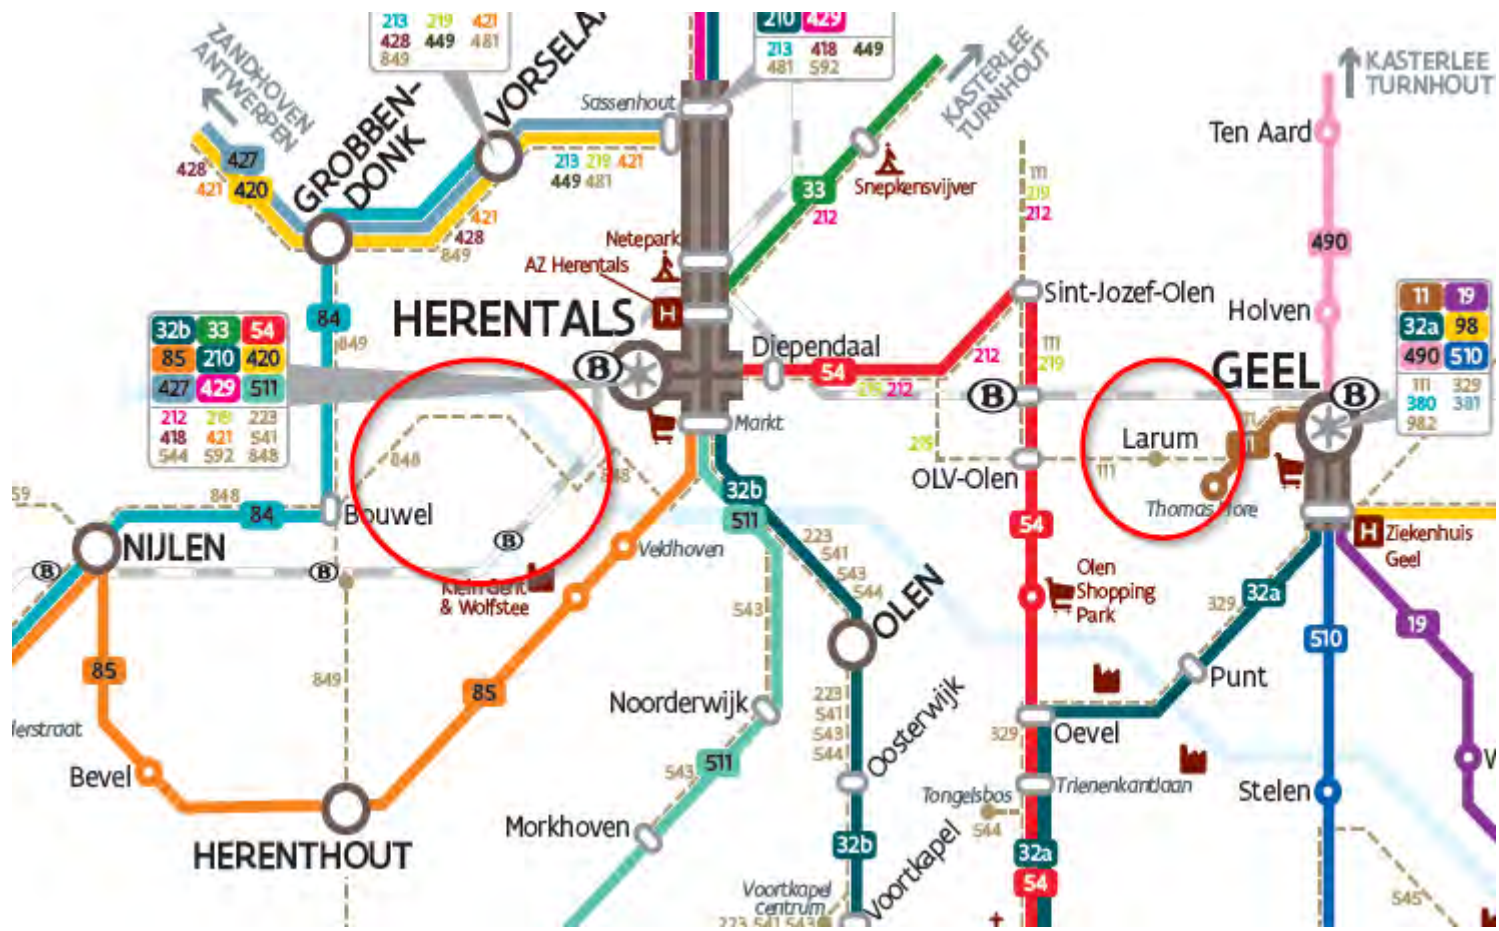 213 219 421
428 449 481
849
ZANDHOVEN
ANTWERPEN
GROBBEN-
DONK
210 429
213 418 449
481 592
KASTERLEE
TURNHOUT
KASTERLEE
TURNHOUT
Sassenhout
Ten Aard
427
428
421
420
213 219 421
449 481
33
212
Snepkensvijver
111
219
212
421
428
849
Netepark
AZ Herentals
H
490
HERENTALS
Sint-Jozef-Olen
Holven
11 19
32a 98
490 510
111 329
380 381
982
32b 33 54
85 210 420
427 429 511
212 219 223
418 421 541
544 592 848
84
849
Diependaal
54
212
219 212
111
219
B
B
B
GEEL
Markt
219
OLV-Olen
Larum
111
11
Thomas More
848
848
848
84
Bouwel
59
NIJLEN
B
B
B
Klein Gent
& Wolfstee
Veldhoven
32b
511
223
541
543
544
54
H
Ziekenhuis
Geel
Olen
Shopping
Park
OLEN
543
329
32a
510
19
85
849
85
Punt
Noorderwijk
223
541
543
544
Oosterwijk
Oevel
329
lerstraat
Bevel
543
511
Tongelsbos
544
Trienenkantlaan
Stelen
Morkhoven
32b
Voortkapel
32a
54
HERENTHOUT
Voortkapel
centrum
223 541 543
545